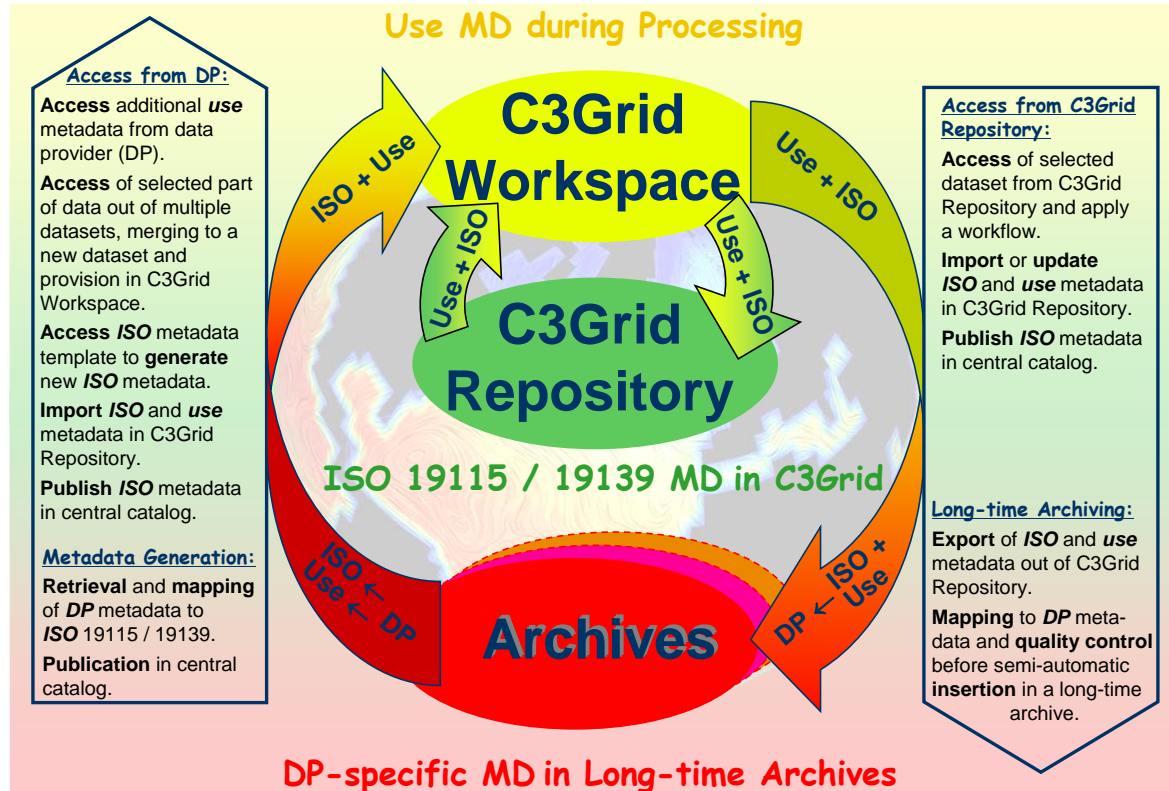 Use MD during Processing
Access from DP:
Access additional use
metadata from data
provider (DP).
Access of selected part
of data out of multiple
datasets, merging to a
new dataset and
provision in C3Grid
Workspace.
Access ISO metadata
template to generate
new ISO metadata.
Import ISO and use
metadata in C3Grid
Repository.
Publish ISO metadata
in central catalog.
Metadata Generation:
Retrieval and mapping
of DP metadata to
ISO 19115 / 19139.
Publication in central
catalog.
ISO + Use
C3Grid
Workspace
Use + ISO
Use + ISO
Use + ISO
C3Grid
Repository
ISO 19115 / 19139 MD in C3Grid
ISO ← DP
Use ←
Archives
DP ← ISO +
Use
Access from C3Grid
Repository:
Access of selected
dataset from C3Grid
Repository and apply
a workflow.
Import or update
ISO and use metadata
in C3Grid Repository.
Publish ISO metadata
in central catalog.
Long-time Archiving:
Export of ISO and use
metadata out of C3Grid
Repository.
Mapping to DP meta-
data and quality control
before semi-automatic
insertion in a long-time
archive.
DP-specific MD in Long-time Archives